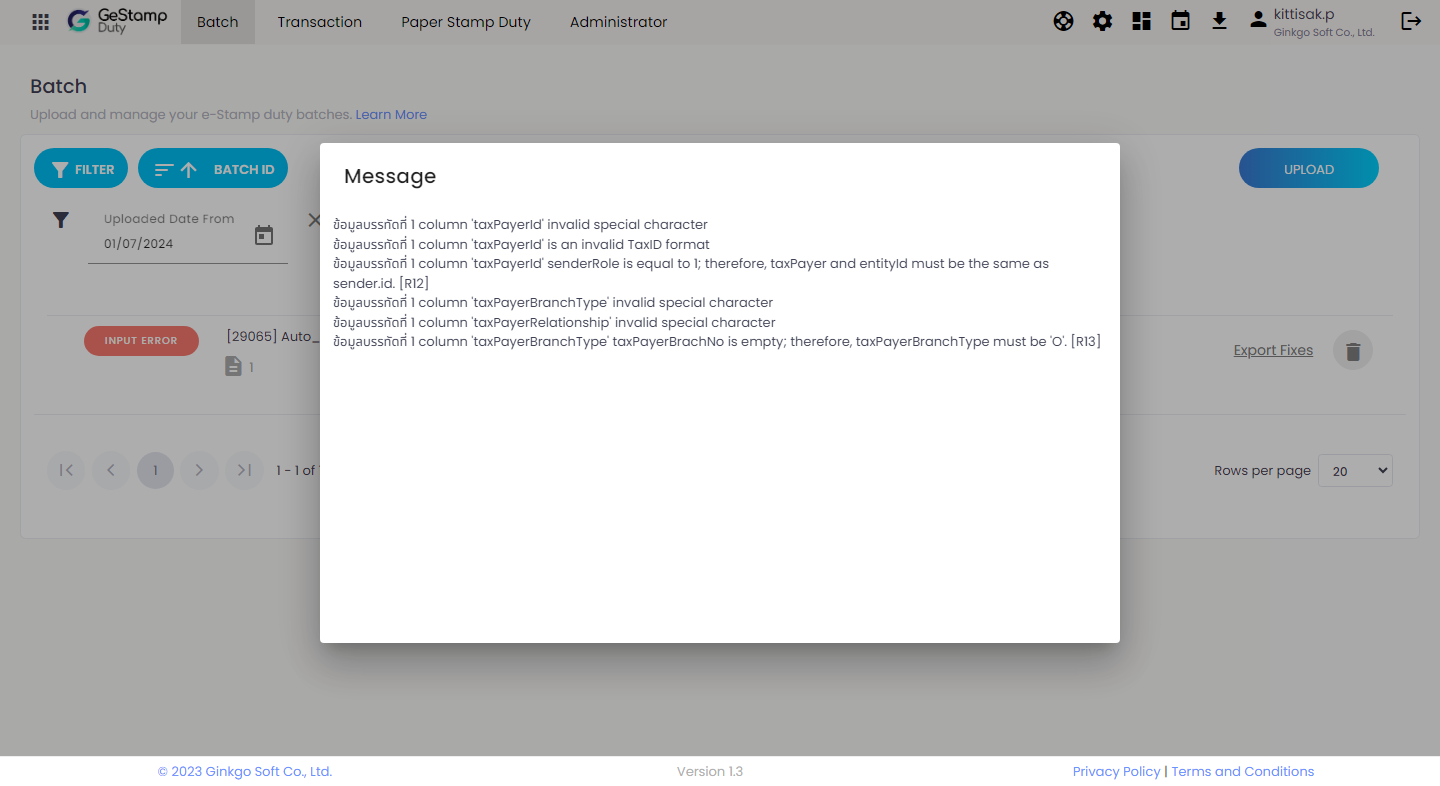 GeStamp
Duty
Batch
Transaction
Paper Stamp Duty
Administrator
kittisak.p
Ginkgo Soft Co., Ltd.
Batch
Upload and manage your e-Stamp duty batches. Learn More
FILTER
BATCH ID
UPLOAD
Uploaded Date From
01/07/2024
Message
ข้อมูลบรรทัดที่ 1 column 'taxPayerId' invalid special character
ข้อมูลบรรทัดที่ 1 column 'taxPayerId' is an invalid TaxID format
ข้อมูลบรรทัดที่ 1 column 'taxPayerId' senderRole is equal to 1; therefore, taxPayer and entityId must be the same as
sender.id. [R12]
ข้อมูลบรรทัดที่ 1 column 'taxPayerBranchType' invalid special character
ข้อมูลบรรทัดที่ 1 column 'taxPayerRelationship' invalid special character
ข้อมูลบรรทัดที่ 1 column 'taxPayerBranchType' taxPayerBrachNo is empty; therefore, taxPayerBranchType must be 'O'. [R13]
INPUT ERROR
[29065] Auto_
1
Export Fixes
1
1 - 1 of
Rows per page
20
© 2023 Ginkgo Soft Co., Ltd.
Version 1.3
Privacy Policy | Terms and Conditions